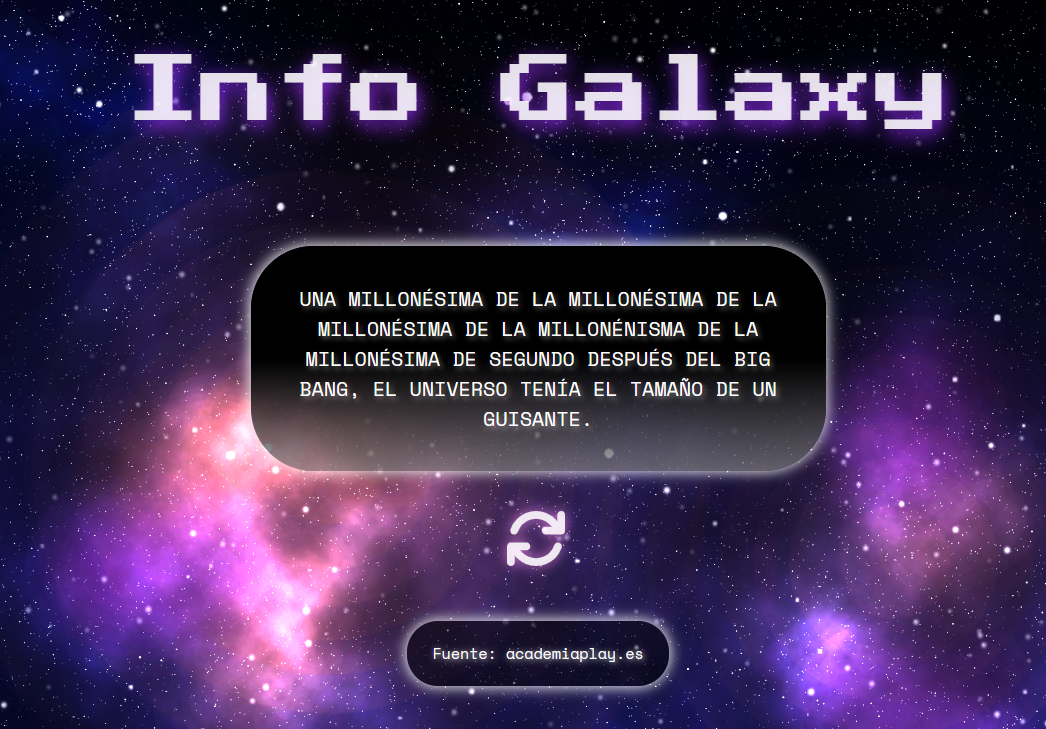 Info Galaxy
UNA MILLONÉSIMA DE LA MILLONÉSIMA DE LA
MILLONÉSIMA DE LA MILLONÉNISMA DE LA
MILLONÉSIMA DE SEGUNDO DESPUÉS DEL BIG
BANG, EL UNIVERSO TENÍA EL TAMAÑO DE UN
GUISANTE.
Fuente: academiaplay.es